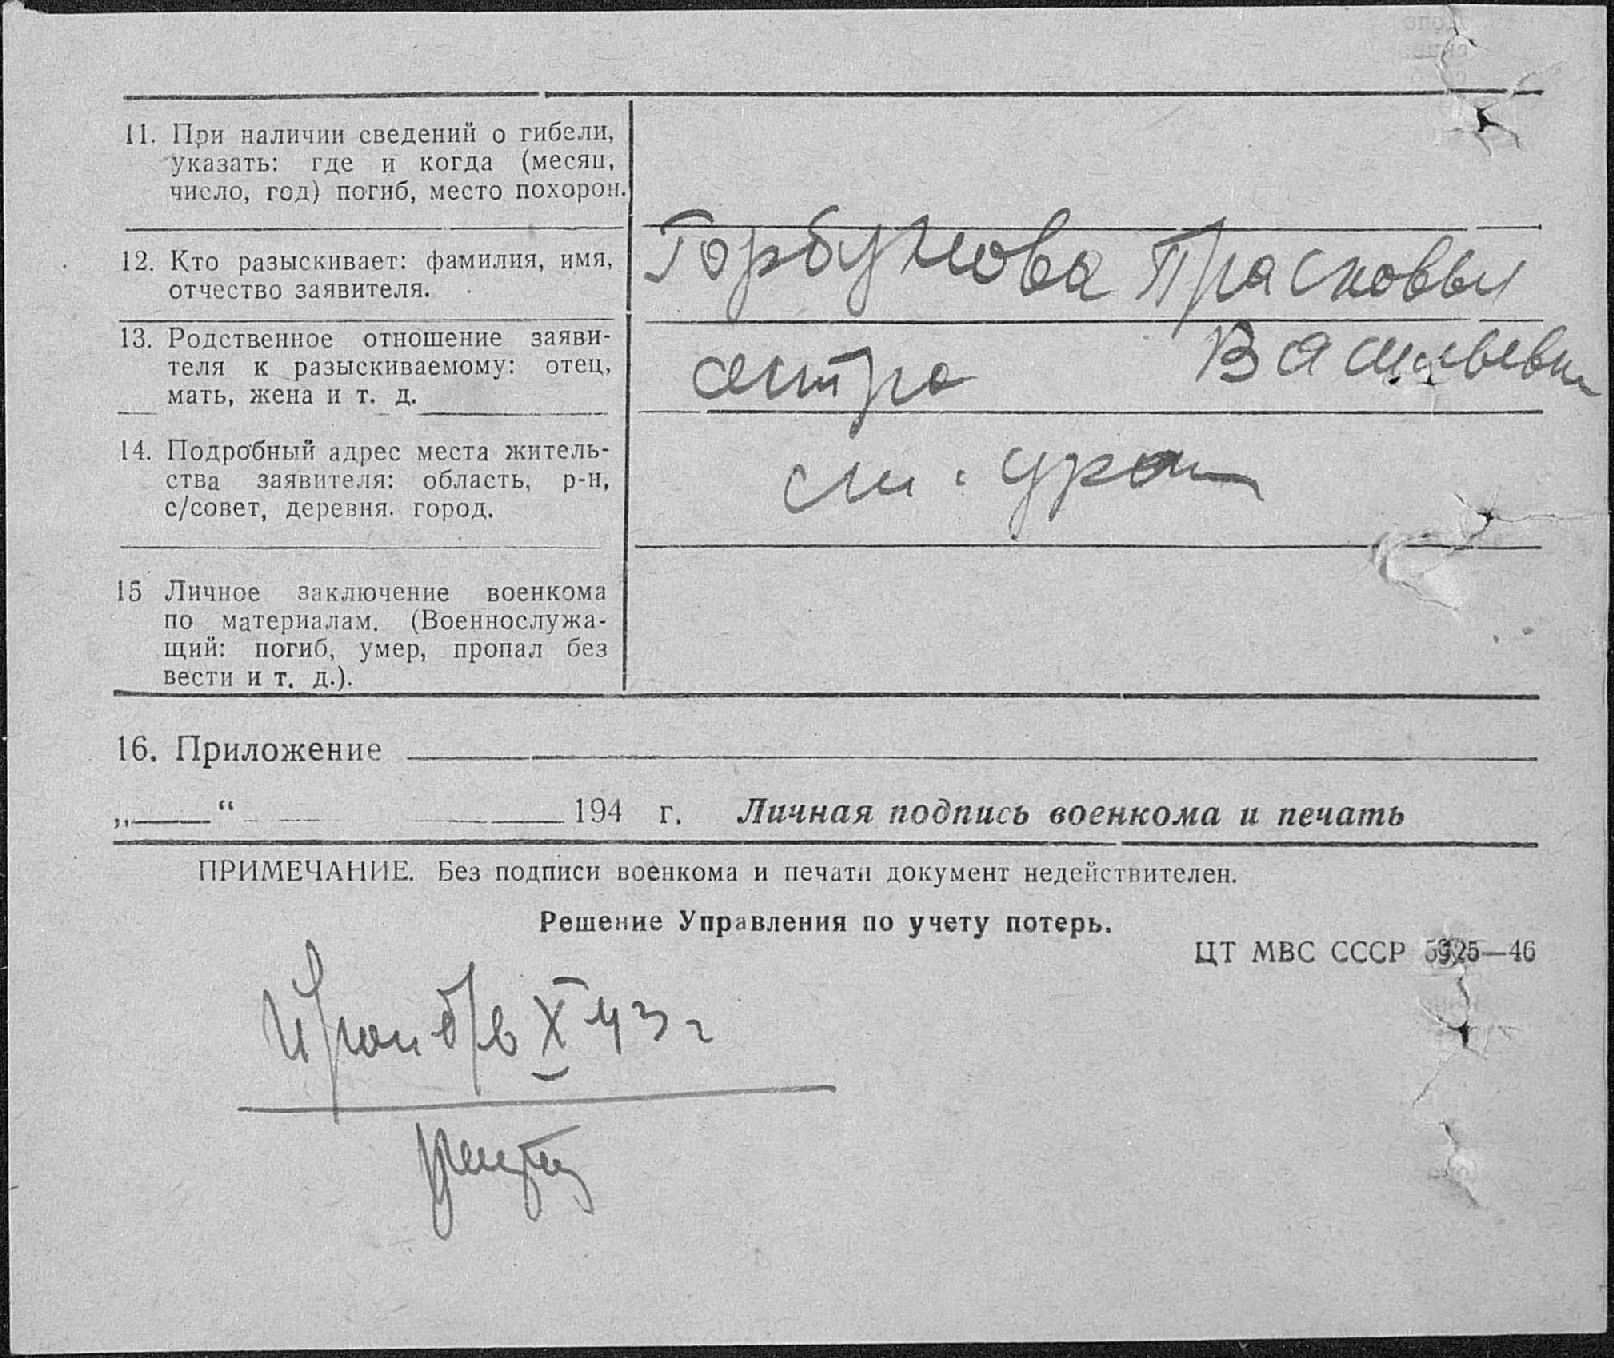 11. При наличии сведений о гибели,
указать: где и когда (месяц,
число, год) погиб, место похорон.
12. Кто разыскивает: фамилия, имя,
отчество заявителя.
Горбунова Прасковья
Васильевна
13. Родственное отношение заяви-
теля к разыскиваемому: отец,
мать, жена и т. д.
сестра
14. Подробный адрес места житель-
ства заявителя: область, р-н,
с/совет, деревня. город.
ст.
15 Личное заключение военкома
по материалам. (Военнослужа-
щий: погиб, умер, пропал без
вести и т. д.).
16. Приложение
„ “ 194 г. Личная подпись военкома и печать
ПРИМЕЧАНИЕ. Без подписи военкома и печати документ недействителен.
Решение Управления по учету потерь.
ЦТ МВС СССР 5925—46
Проп б/в X 43 г